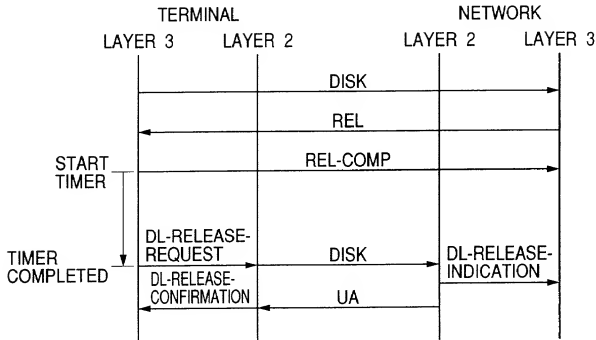 TERMINAL NETWORK
LAYER 3 LAYER 2 LAYER 2 LAYER 3
DISK
REL
START
TIMER
REL-COMP
TIMER
COMPLETED
DL-RELEASE-
REQUEST
DISK
DL-RELEASE-
INDICATION
DL-RELEASE-
CONFIRMATION
UA